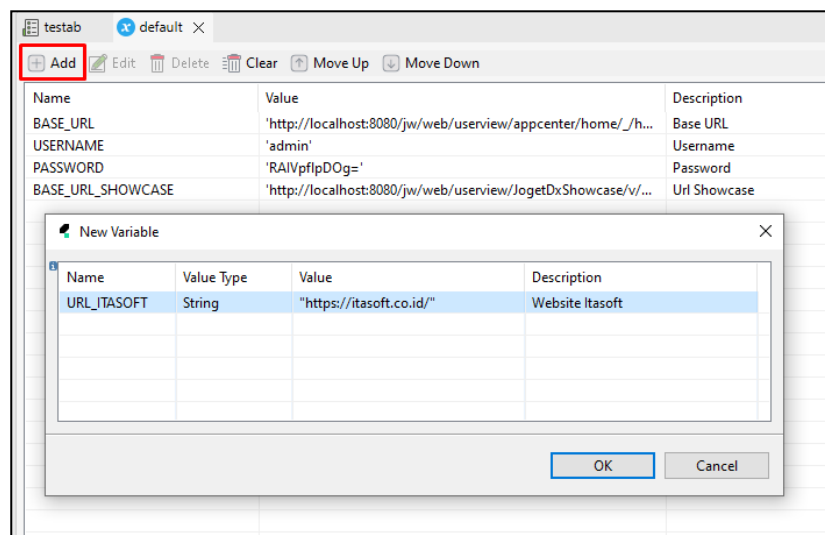 testab default
Add Edit Delete Clear Move Up Move Down
Name Value Description
BASE_URL 'http://localhost:8080/jw/web/userview/appcenter/home/_/h... Base URL
USERNAME 'admin' Username
PASSWORD 'RAIVpflpDOg=' Password
BASE_URL_SHOWCASE 'http://localhost:8080/jw/web/userview/JogetDxShowcase/v/... Url Showcase
New Variable
Name Value Type Value Description
URL_ITASOFT String "https://itasoft.co.id/" Website Itasoft
OK Cancel